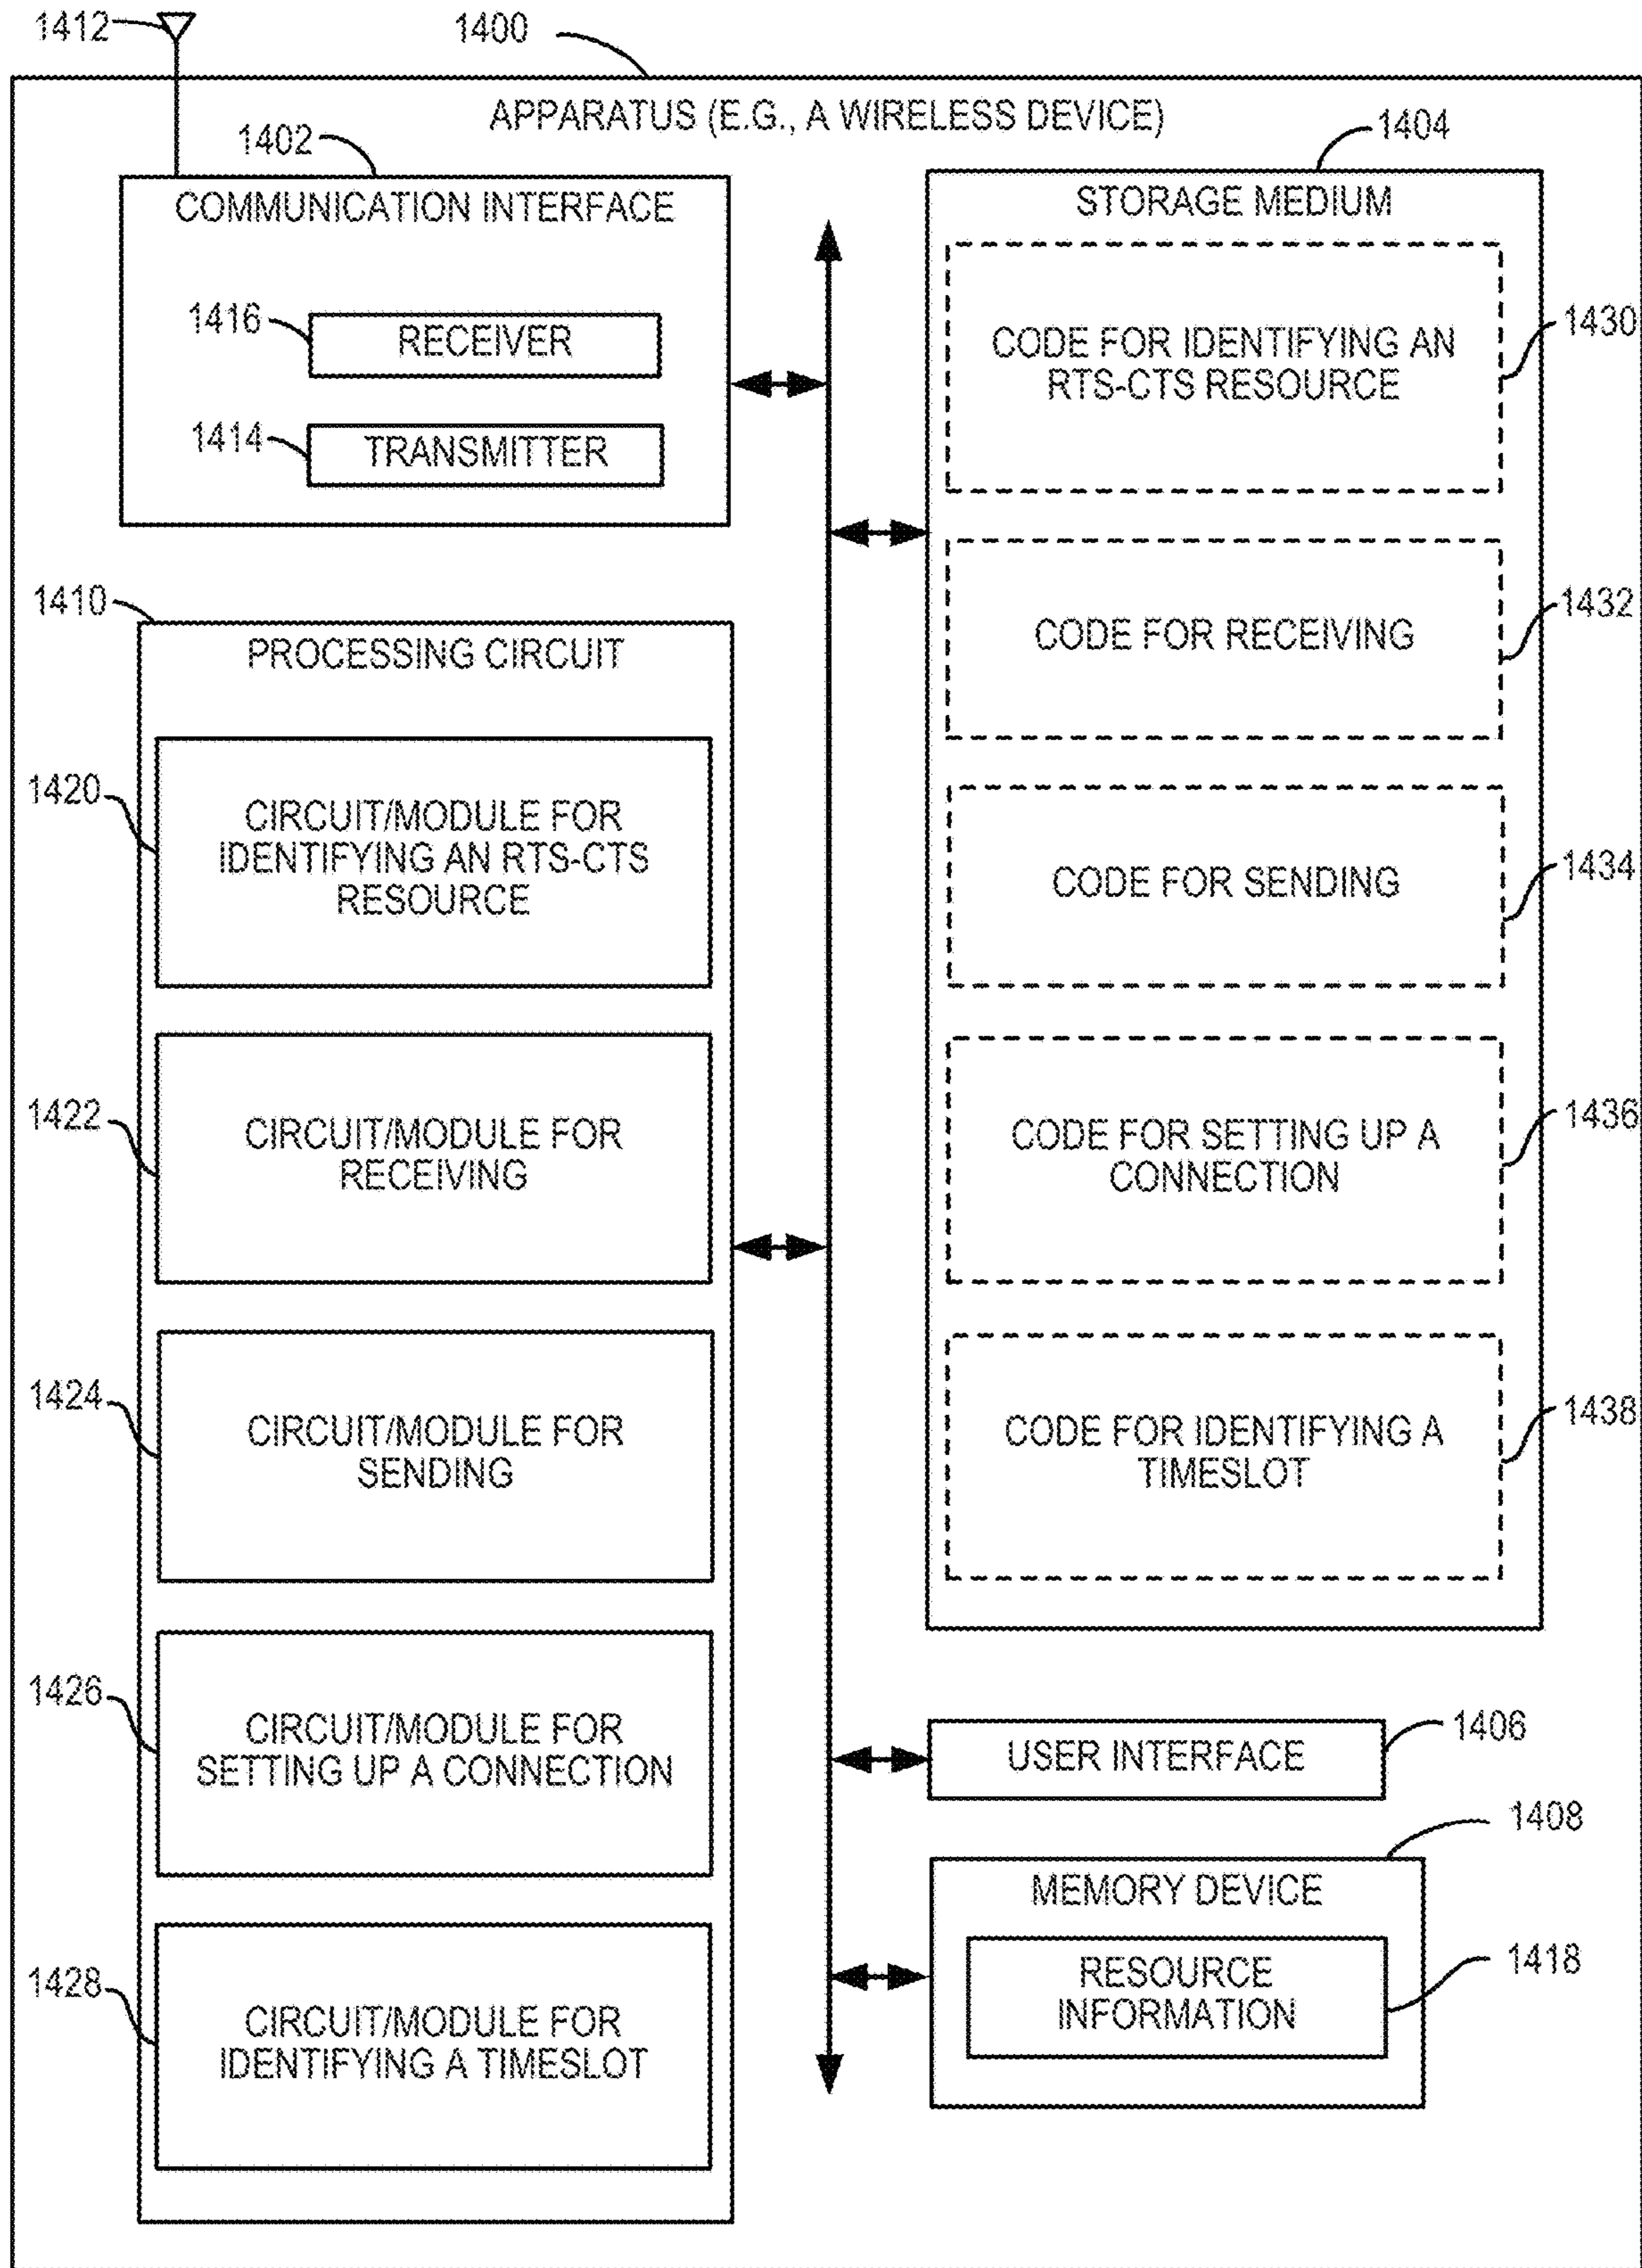 1412
1400
APPARATUS (E.G., A WIRELESS DEVICE)
1402
COMMUNICATION INTERFACE
1416
RECEIVER
1414
TRANSMITTER
1410
PROCESSING CIRCUIT
1420
CIRCUIT/MODULE FOR
IDENTIFYING AN RTS-CTS
RESOURCE
1422
CIRCUIT/MODULE FOR
RECEIVING
1424
CIRCUIT/MODULE FOR
SENDING
1426
CIRCUIT/MODULE FOR
SETTING UP A CONNECTION
1428
CIRCUIT/MODULE FOR
IDENTIFYING A TIMESLOT
1404
STORAGE MEDIUM
CODE FOR IDENTIFYING AN
RTS-CTS RESOURCE
1430
CODE FOR RECEIVING
1432
CODE FOR SENDING
1434
CODE FOR SETTING UP A
CONNECTION
1436
CODE FOR IDENTIFYING A
TIMESLOT
1438
USER INTERFACE
1406
1408
MEMORY DEVICE
RESOURCE
INFORMATION
1418